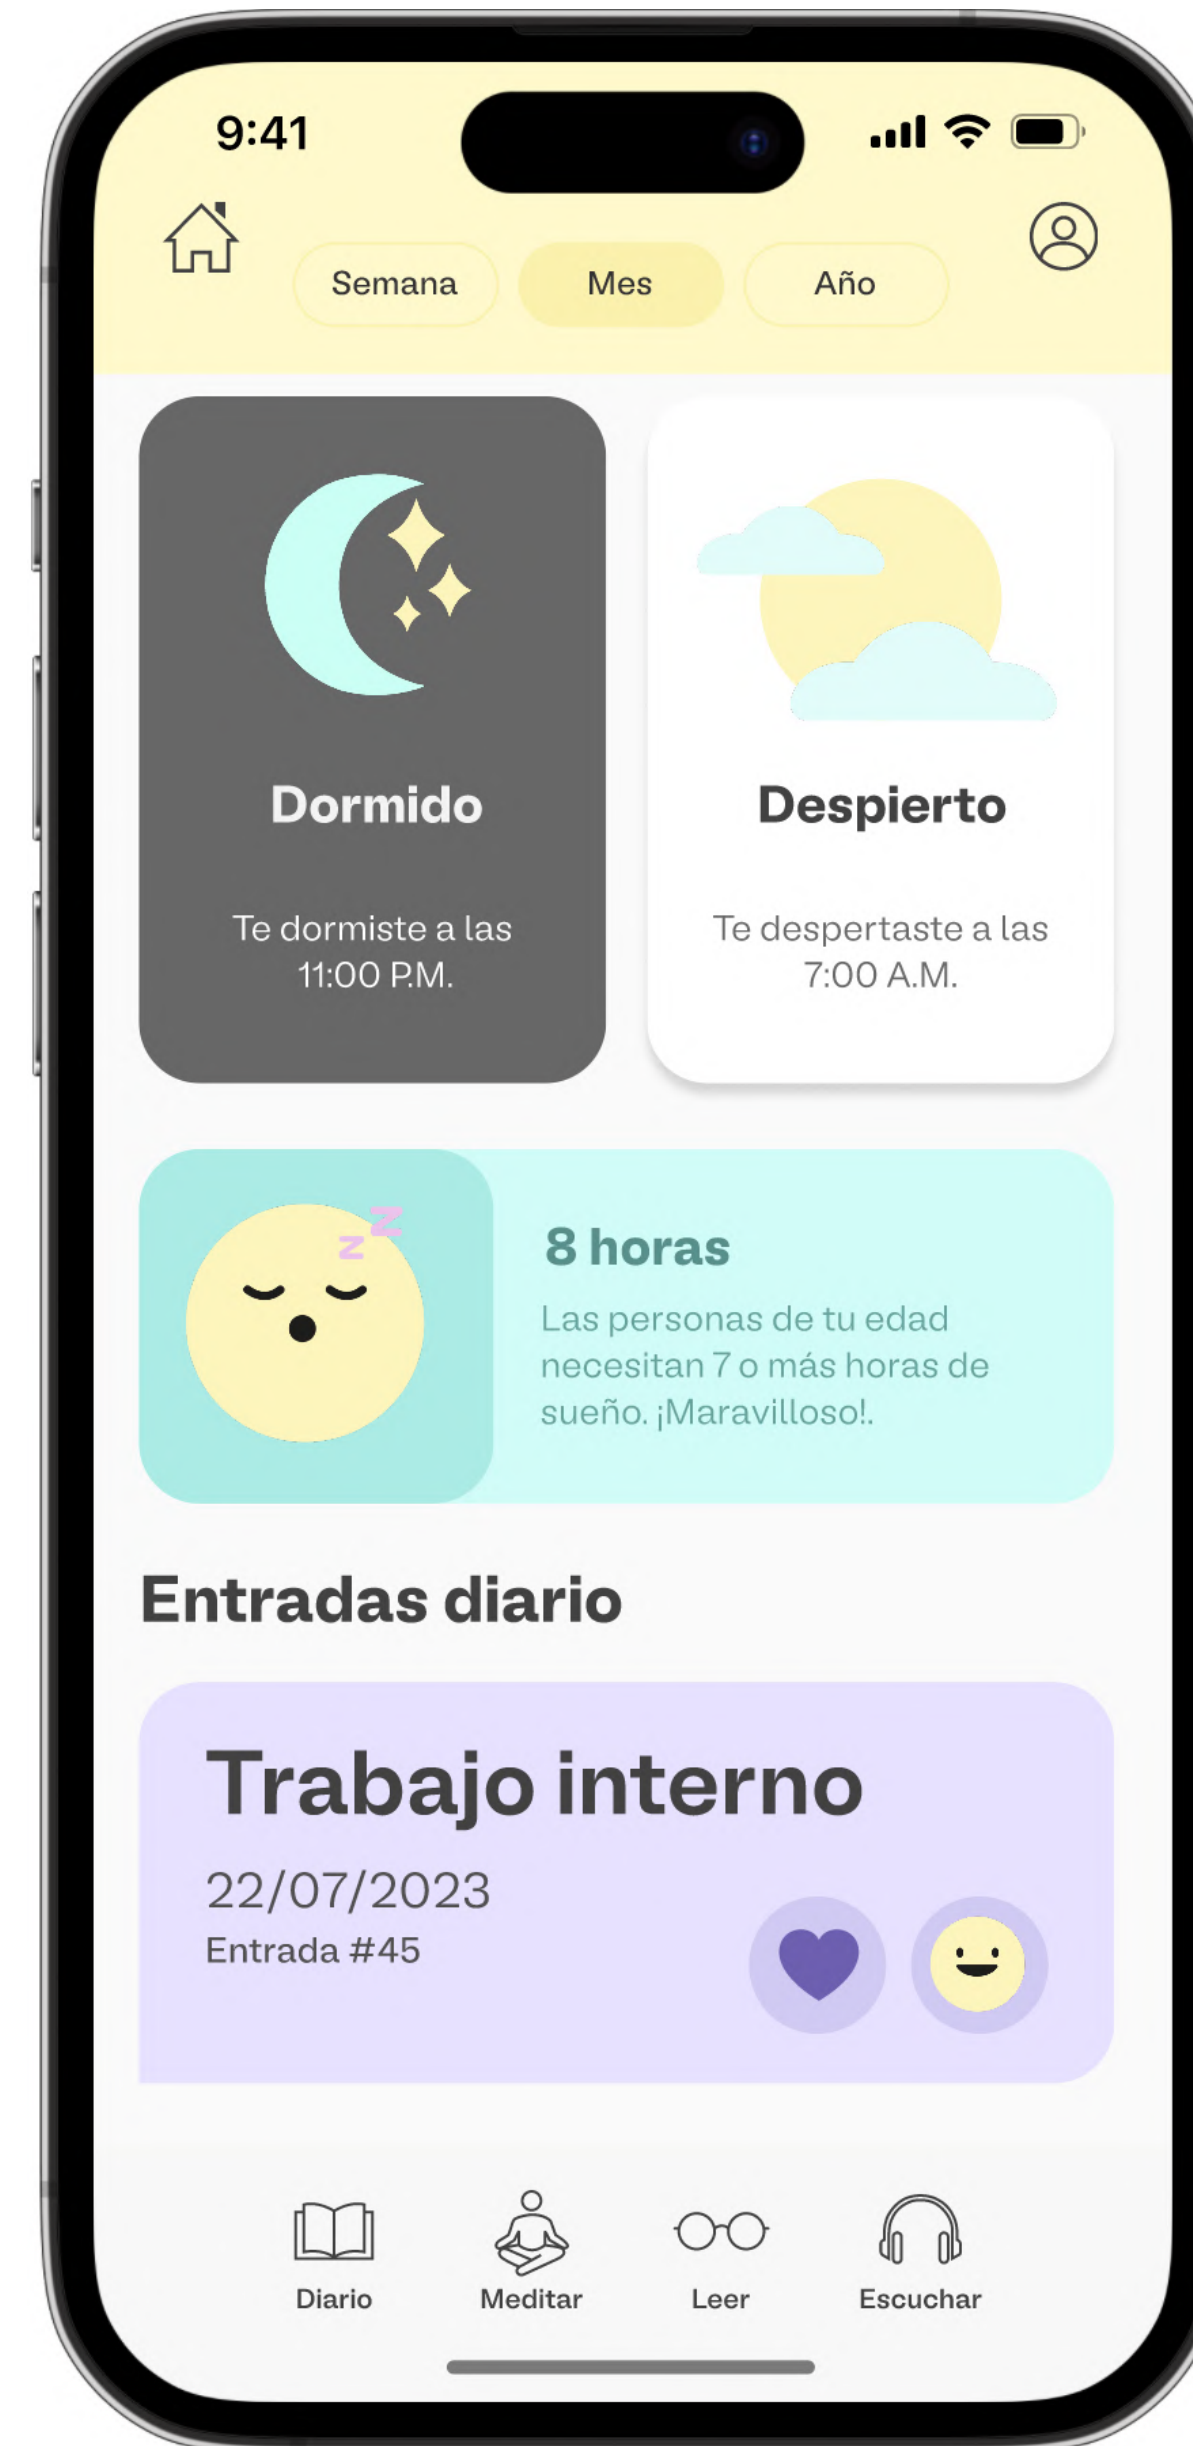 9:41
Semana
Mes
Año
Dormido
Despierto
Te dormiste a las
11:00 P.M.
Te despertaste a las
7:00 A.M.
z Z
8 horas
Las personas de tu edad
necesitan 7 o más horas de
sueño. ¡Maravilloso!.
Entradas diario
Trabajo interno
22/07/2023
Entrada #45
Diario
Meditar
Leer
Escuchar